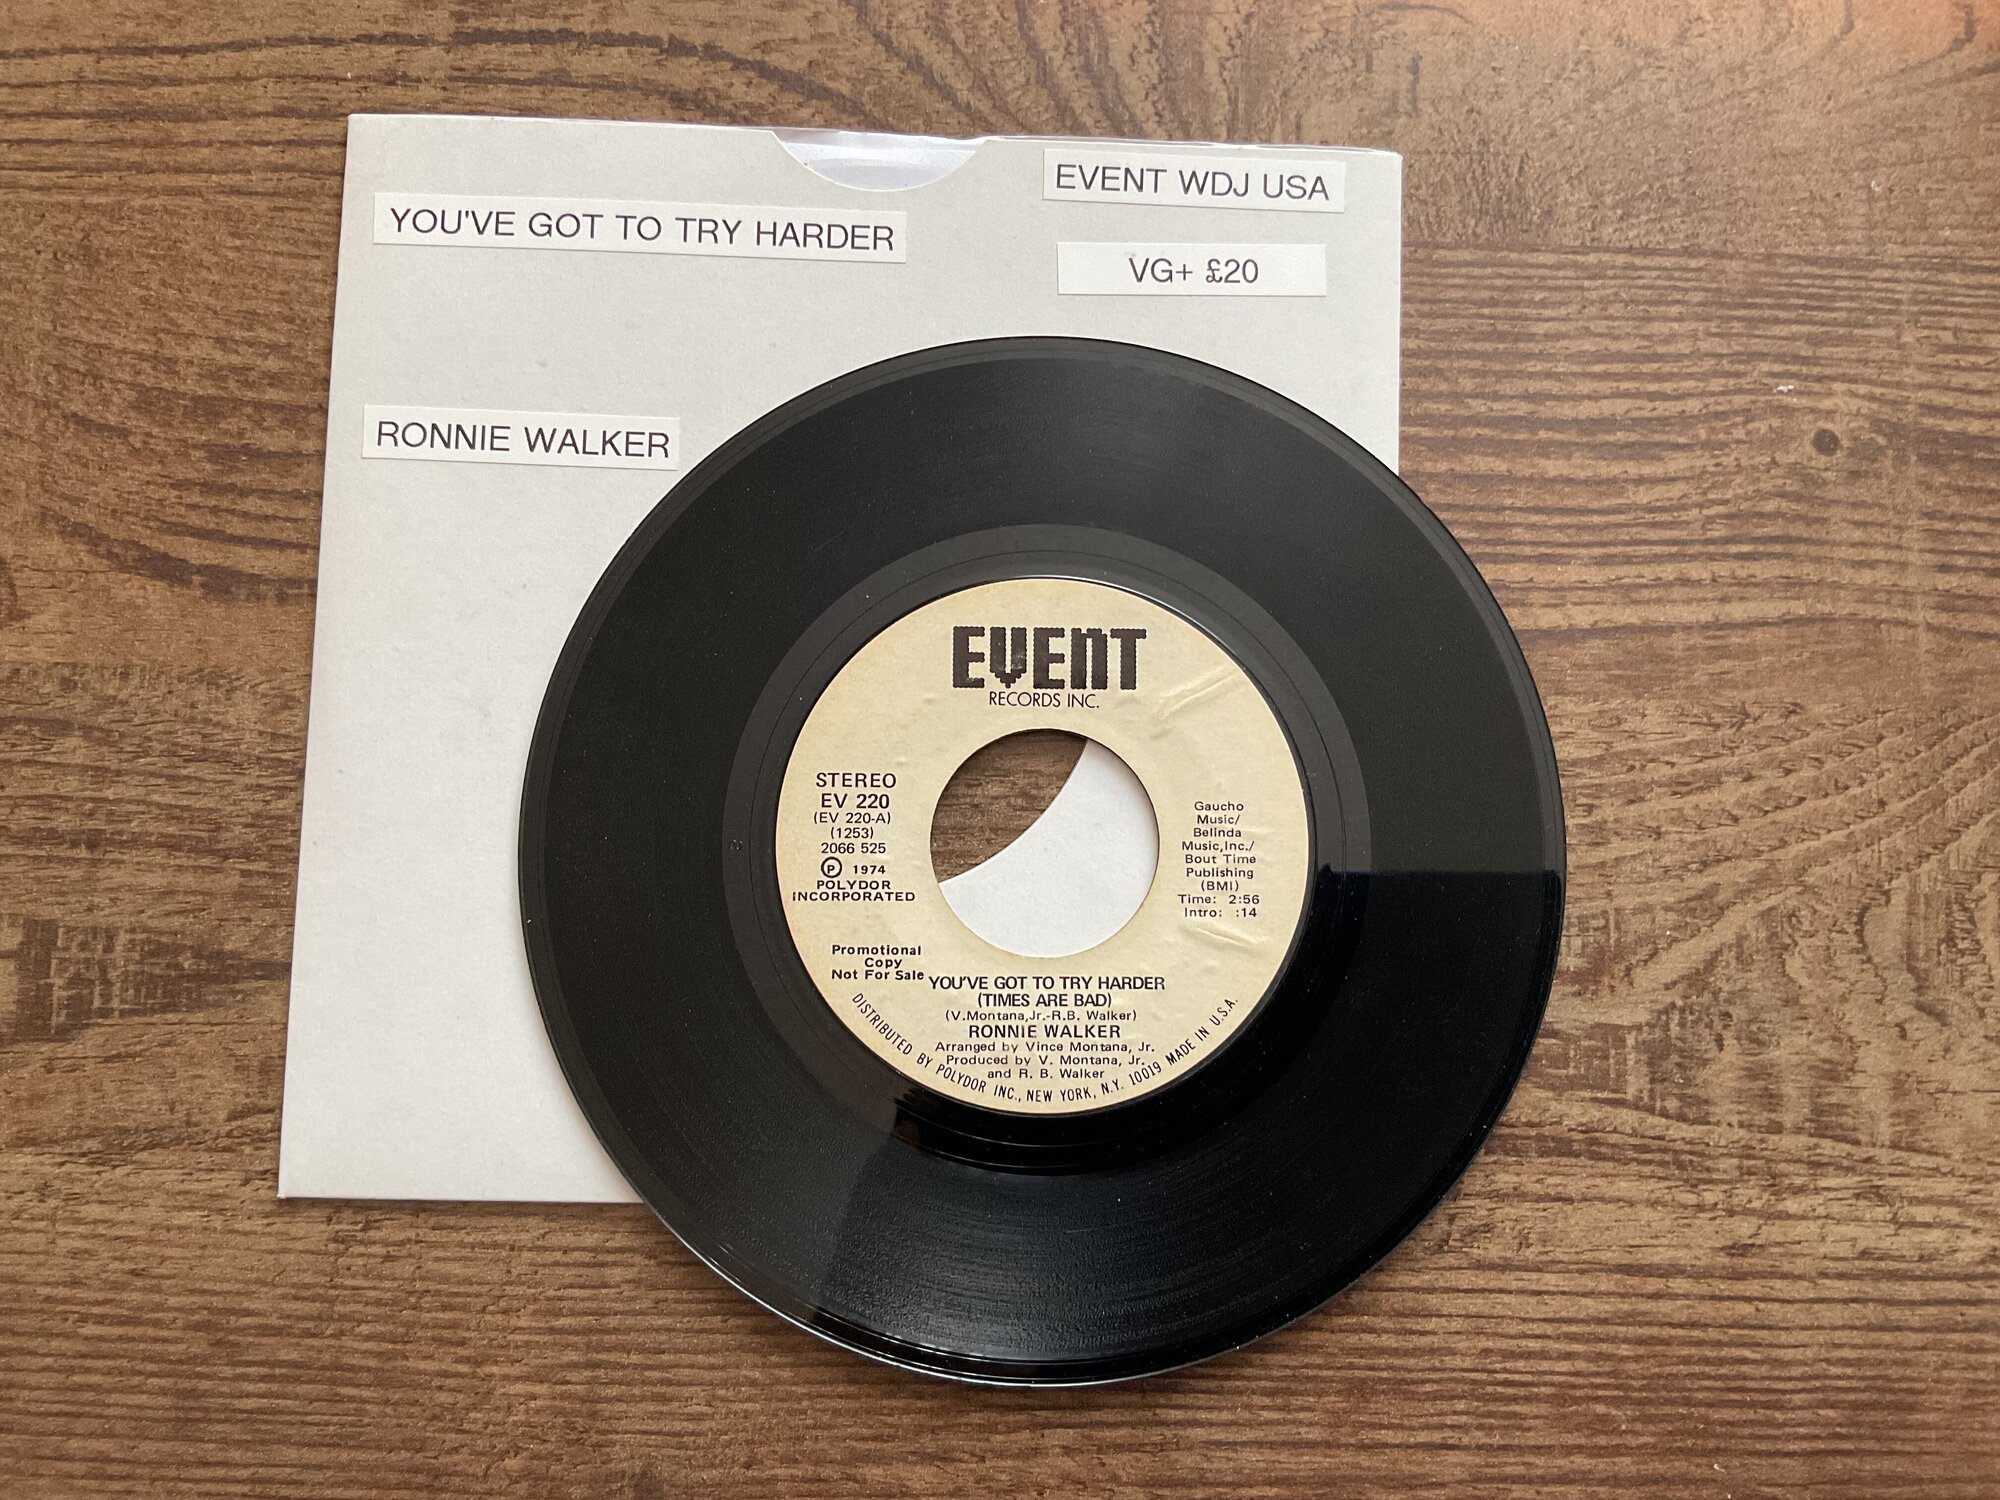 YOU'VE GOT TO TRY HARDER
EVENT WDJ USA
VG+ £20
RONNIE WALKER
EVENT
RECORDS INC.
STEREO
EV 220
(EV 220-A)
(1253)
2066 525
Ⓟ 1974
POLYDOR
INCORPORATED
Gaucho
Music/
Belinda
Music,Inc./
Bout Time
Publishing
(BMI)
Time: 2:56
Intro: :14
Promotional
Copy
Not For Sale
YOU'VE GOT TO TRY HARDER
(TIMES ARE BAD)
(V.Montana,Jr.-R.B. Walker)
RONNIE WALKER
Arranged by Vince Montana, Jr.
Produced by V. Montana, Jr.
and R. B. Walker
DISTRIBUTED BY POLYDOR INC., NEW YORK, N.Y. 10019 MADE IN U.S.A.